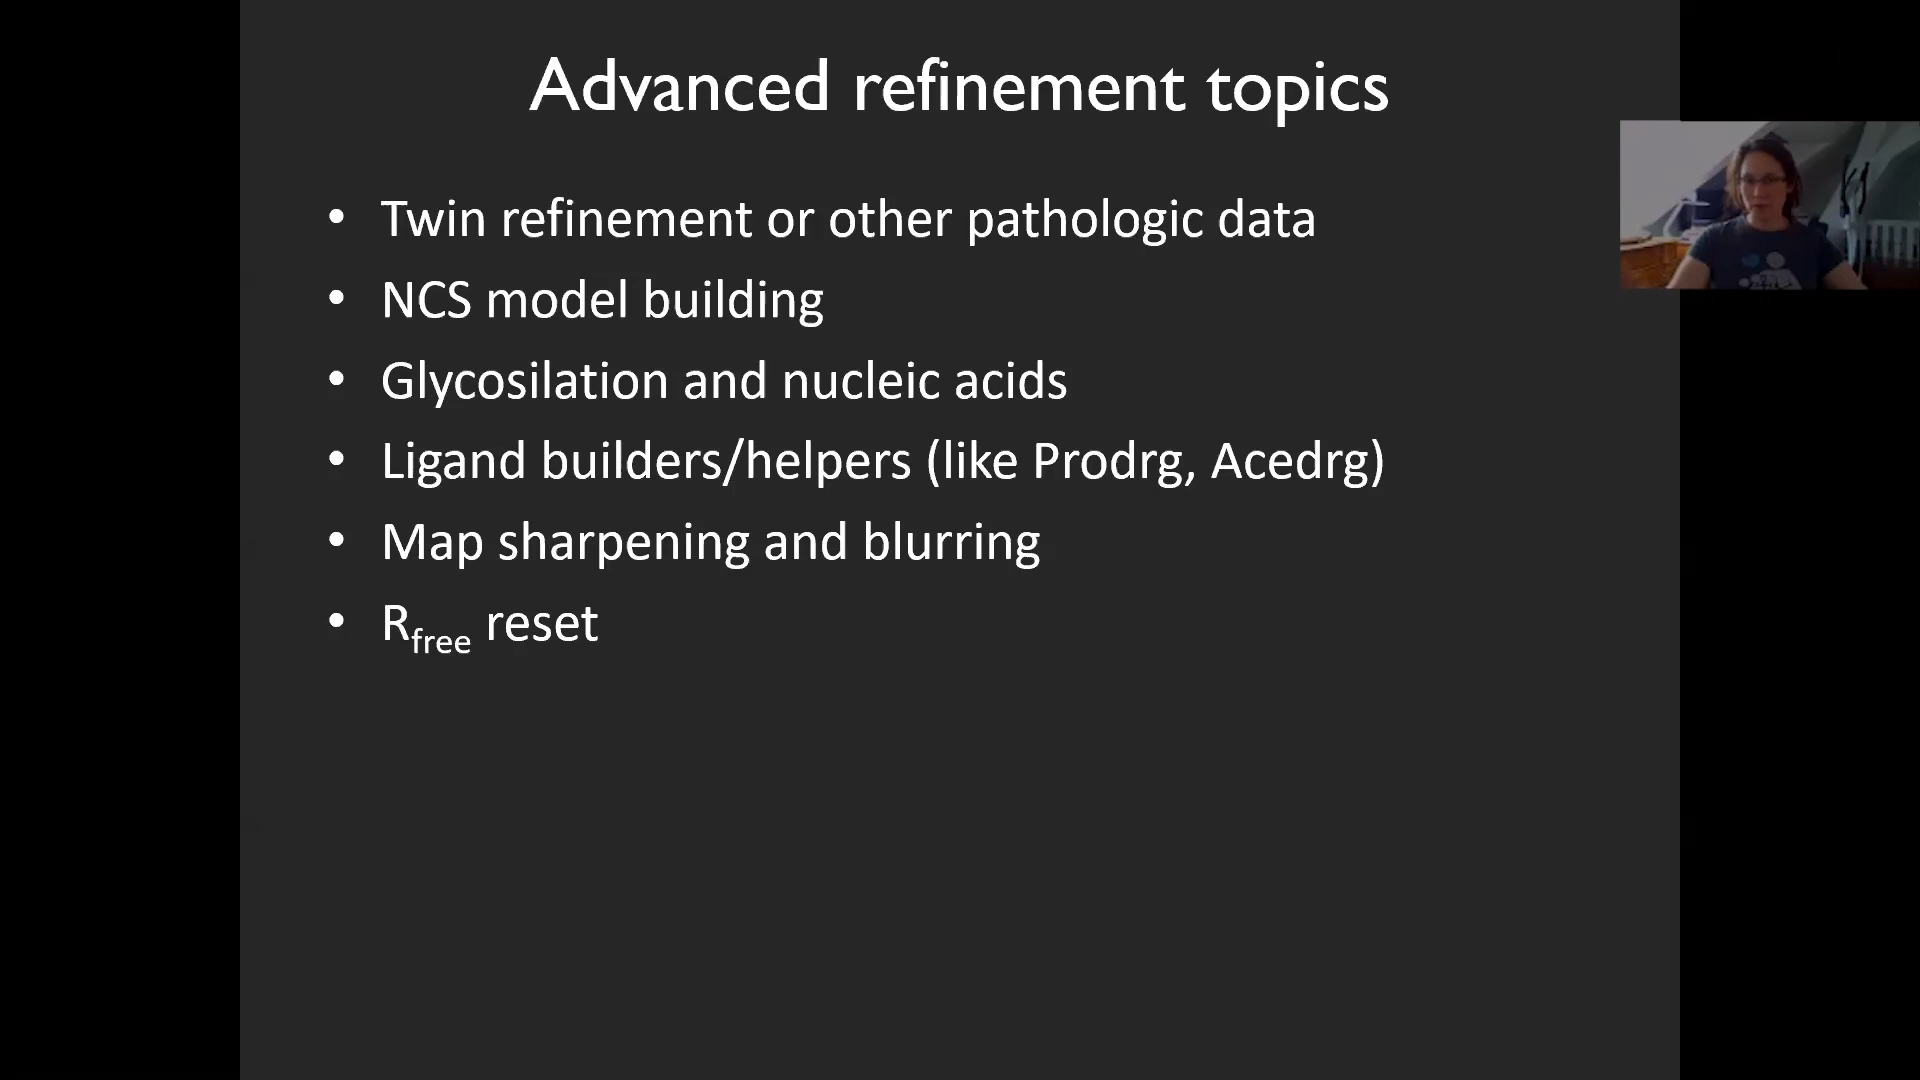 Advanced refinement topics
• Twin refinement or other pathologic data
• NCS model building
• Glycosilation and nucleic acids
• Ligand builders/helpers (like Prodrg, Acedrg)
• Map sharpening and blurring
• Rfree reset